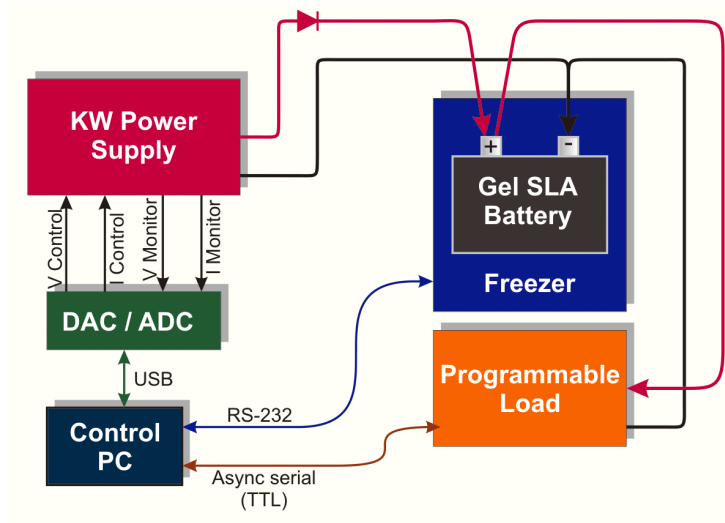 KW Power
Supply
+
-
Gel SLA
Battery
Freezer
V Control
I Control
V Monitor
I Monitor
DAC / ADC
USB
Programmable
Load
RS-232
Control
PC
Async serial
(TTL)